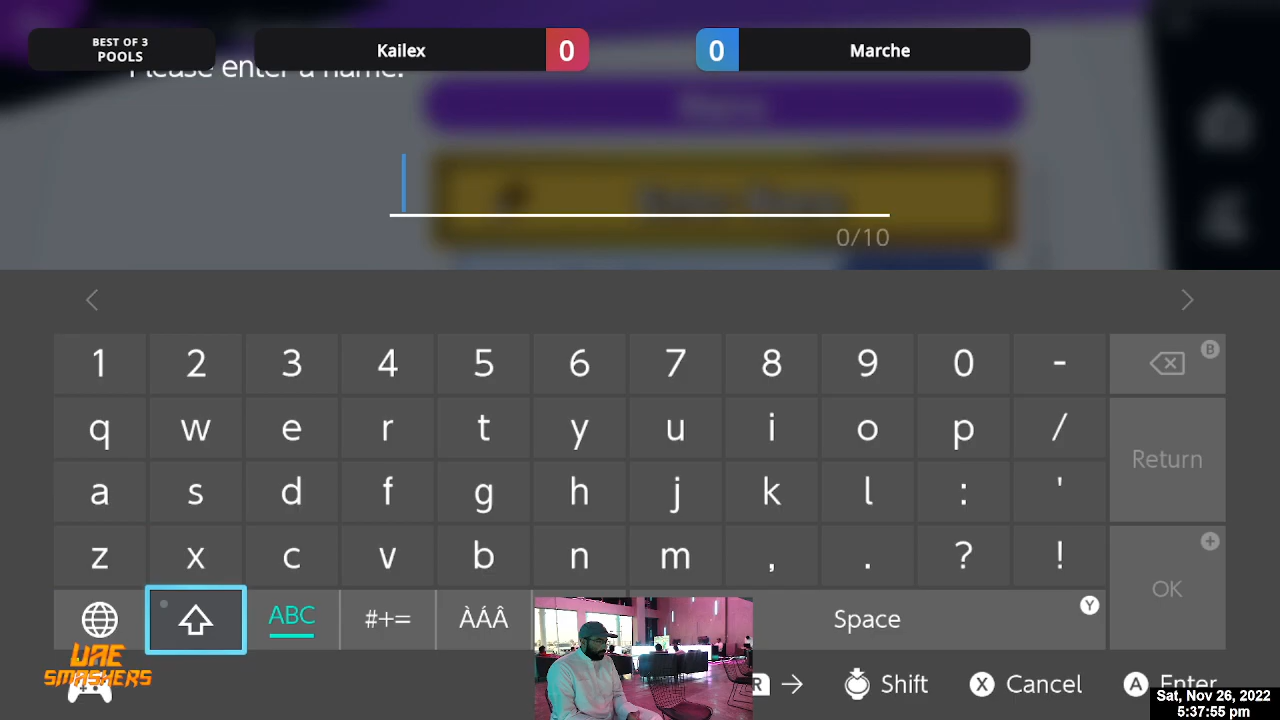 BEST OF 3
POOLS
Kailex
0
0
Marche
Please enter a name.
0/10
1 2 3 4 5 6 7 8 9 0 - B
q w e r t y u i o p / Return
a s d f g h j k l : '
z x c v b n m , . ? !
ABC #+= ÀÁÂ Space Y OK
UAE
SMASHERS
R → Shift X Cancel A Enter
Sat, Nov 26, 2022
5:37:55 pm